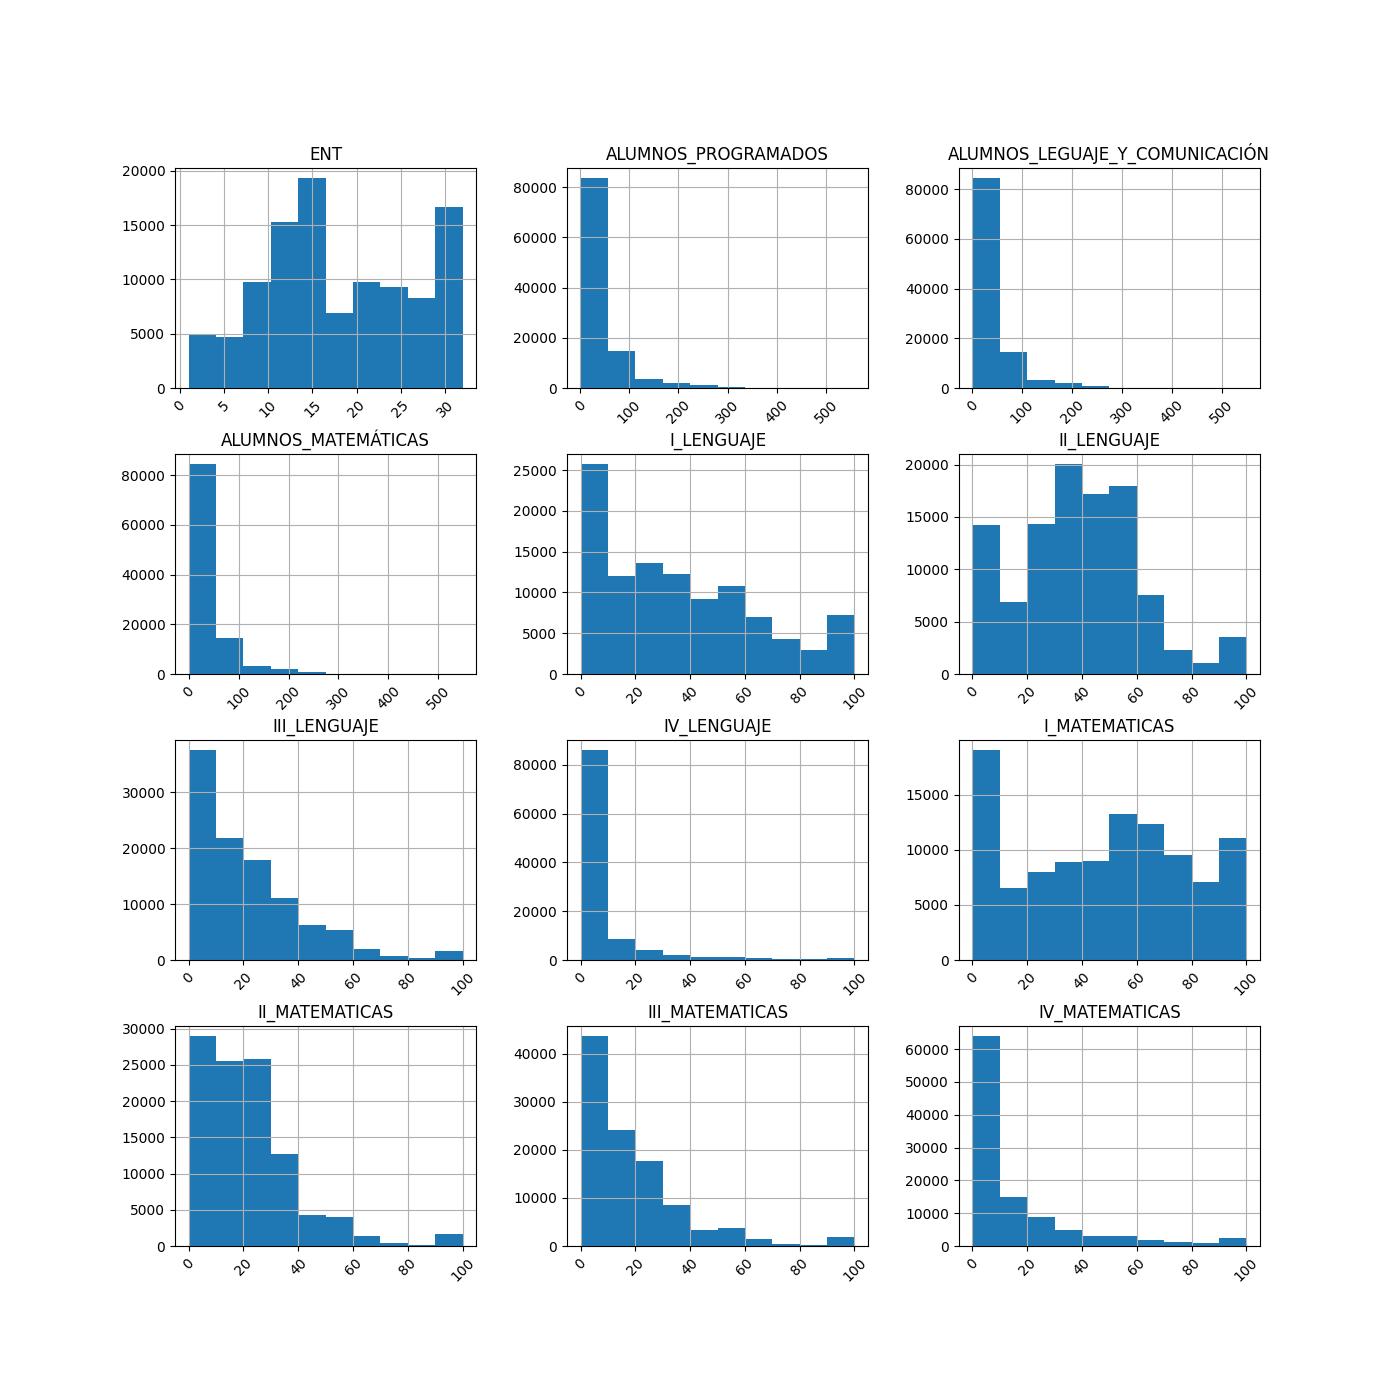 ENT
20000
15000
10000
5000
0
0 5 10 15 20 25 30
ALUMNOS_PROGRAMADOS
80000
60000
40000
20000
0
0 100 200 300 400 500
ALUMNOS_LEGUAJE_Y_COMUNICACIÓN
80000
60000
40000
20000
0
0 100 200 300 400 500
ALUMNOS_MATEMÁTICAS
80000
60000
40000
20000
0
0 100 200 300 400 500
I_LENGUAJE
25000
20000
15000
10000
5000
0
0 20 40 60 80 100
II_LENGUAJE
20000
15000
10000
5000
0
0 20 40 60 80 100
III_LENGUAJE
30000
20000
10000
0
0 20 40 60 80 100
IV_LENGUAJE
80000
60000
40000
20000
0
0 20 40 60 80 100
I_MATEMATICAS
15000
10000
5000
0
0 20 40 60 80 100
II_MATEMATICAS
30000
25000
20000
15000
10000
5000
0
0 20 40 60 80 100
III_MATEMATICAS
40000
30000
20000
10000
0
0 20 40 60 80 100
IV_MATEMATICAS
60000
50000
40000
30000
20000
10000
0
0 20 40 60 80 100